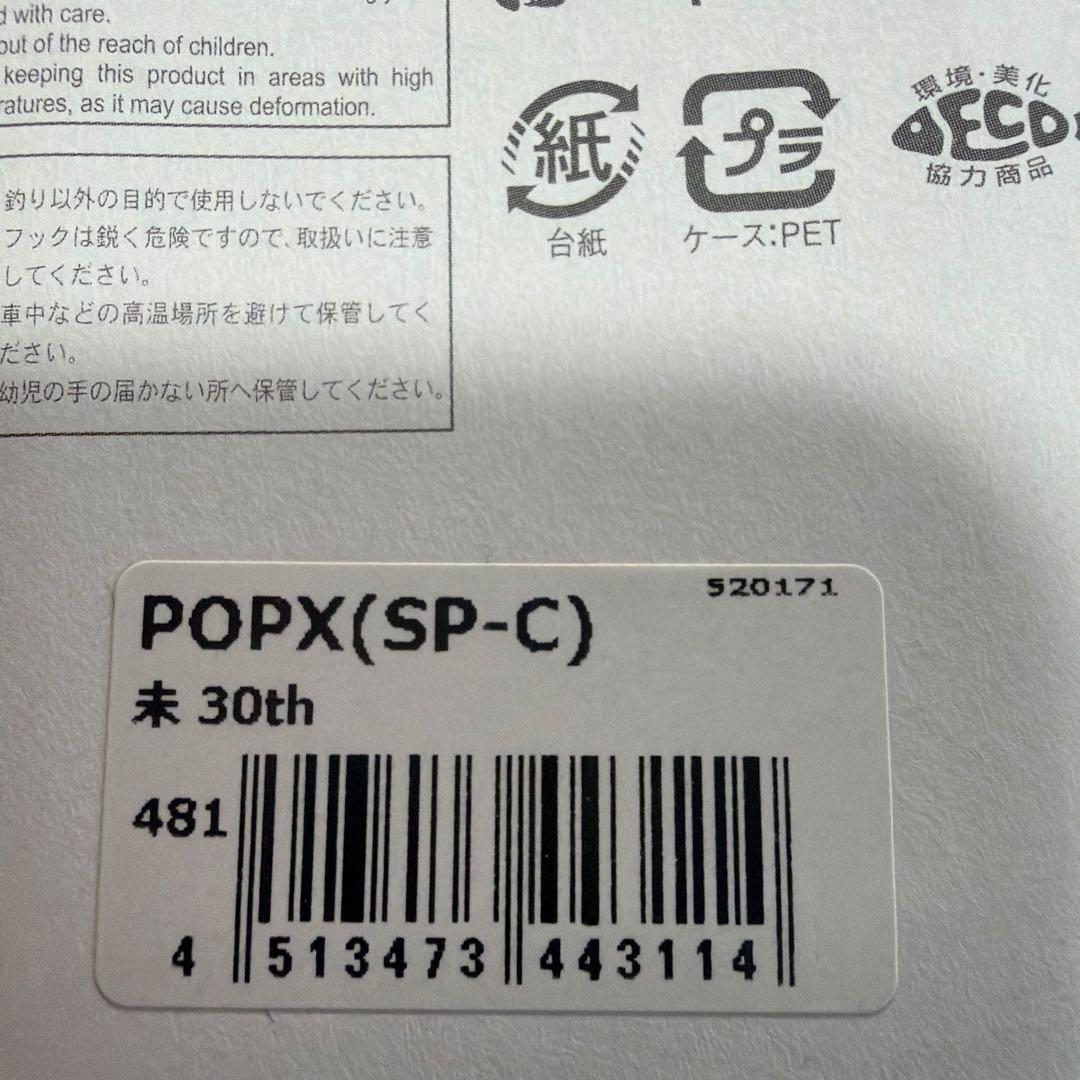 with care.
out of the reach of children.
keeping this product in areas with high
as it may cause deformation.
釣り以外の目的で使用しないでください。
フックは鋭く危険ですので、取扱いに注意
してください。
車中などの高温場所を避けて保管してく
ださい。
幼児の手の届かない所へ保管してください。
紙
台紙
プラ
ケース:PET
環境・美化
ECO
協力商品
S20171
POPX(SP-C)
未 30th
481
4 513473 443114